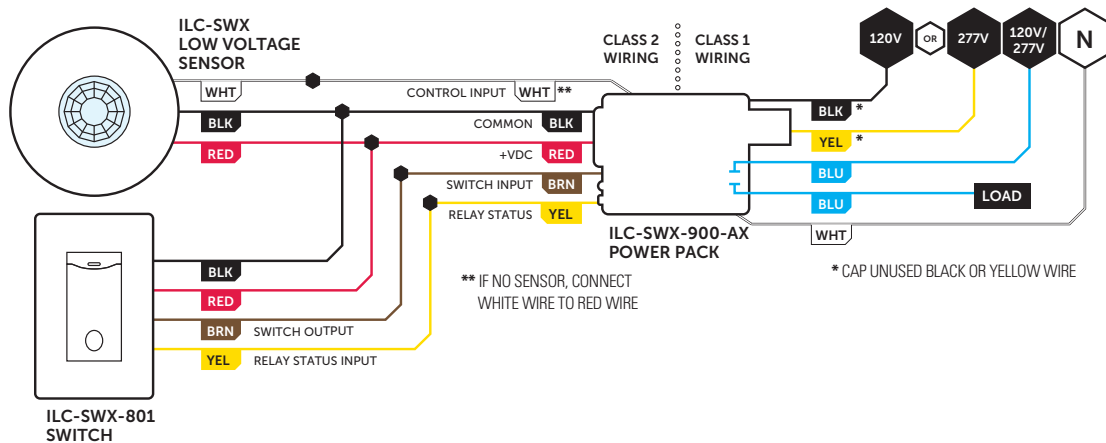 ILC-SWX
LOW VOLTAGE
SENSOR
CLASS 2
WIRING
CLASS 1
WIRING
120V
OR
277V
120V/
277V
N
WHT
CONTROL INPUT WHT **
BLK
COMMON BLK
RED
+VDC RED
SWITCH INPUT BRN
RELAY STATUS YEL
BLK *
YEL *
BLU
BLU
LOAD
WHT
ILC-SWX-900-AX
POWER PACK
* CAP UNUSED BLACK OR YELLOW WIRE
** IF NO SENSOR, CONNECT
WHITE WIRE TO RED WIRE
BLK
RED
BRN SWITCH OUTPUT
YEL RELAY STATUS INPUT
ILC-SWX-801
SWITCH